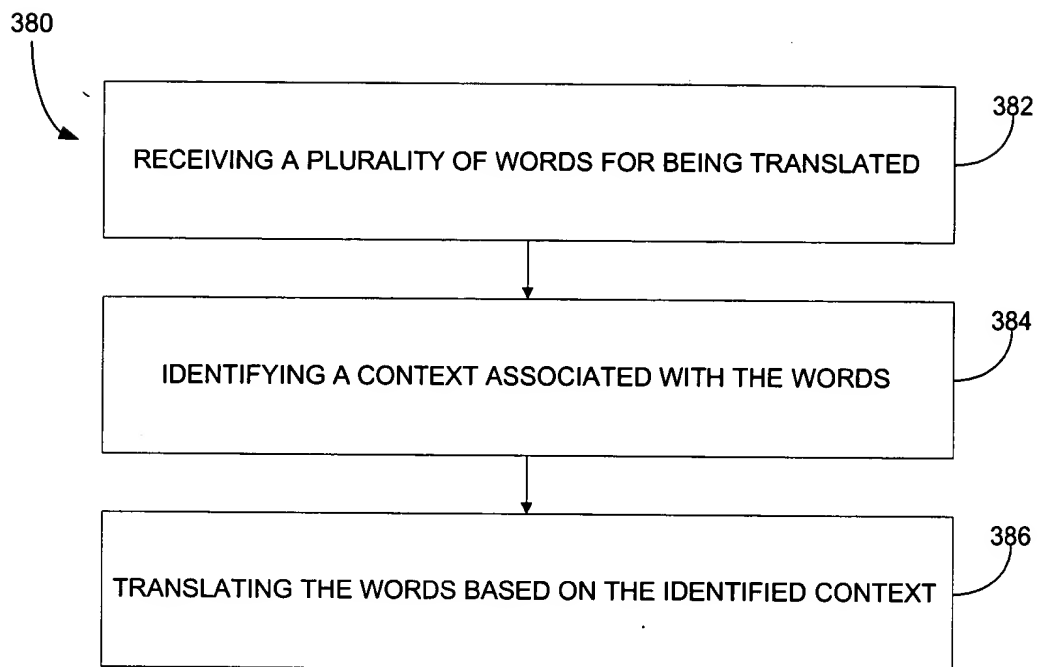 380
382
RECEIVING A PLURALITY OF WORDS FOR BEING TRANSLATED
384
IDENTIFYING A CONTEXT ASSOCIATED WITH THE WORDS
386
TRANSLATING THE WORDS BASED ON THE IDENTIFIED CONTEXT